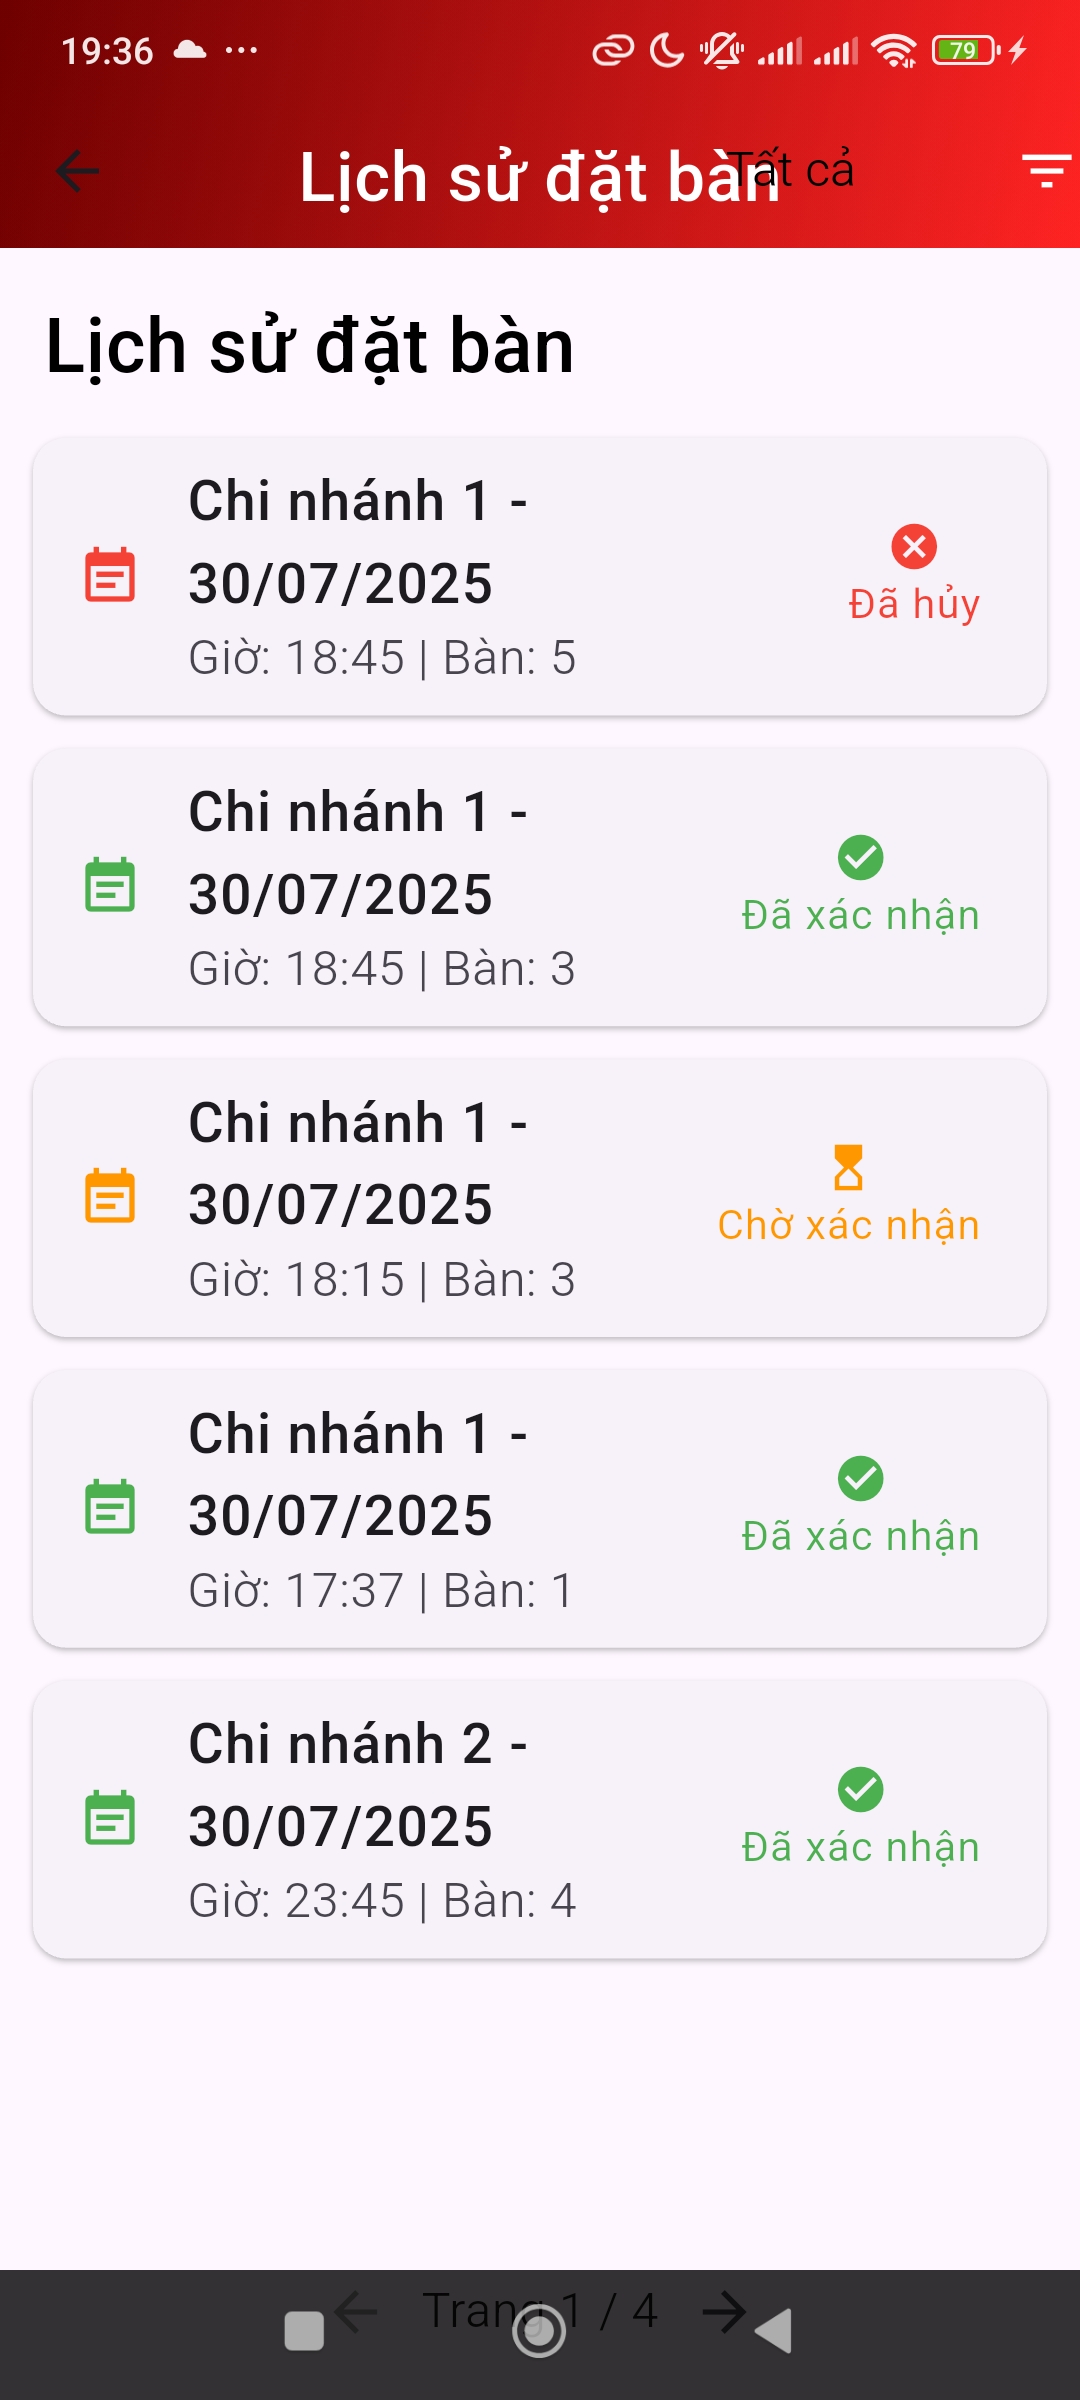 19:36
79
Lịch sử đặt bàn
Tất cả
Lịch sử đặt bàn
Chi nhánh 1 -
30/07/2025
Giờ: 18:45 | Bàn: 5
Đã hủy
Chi nhánh 1 -
30/07/2025
Giờ: 18:45 | Bàn: 3
Đã xác nhận
Chi nhánh 1 -
30/07/2025
Giờ: 18:15 | Bàn: 3
Chờ xác nhận
Chi nhánh 1 -
30/07/2025
Giờ: 17:37 | Bàn: 1
Đã xác nhận
Chi nhánh 2 -
30/07/2025
Giờ: 23:45 | Bàn: 4
Đã xác nhận
Trang 1 / 4